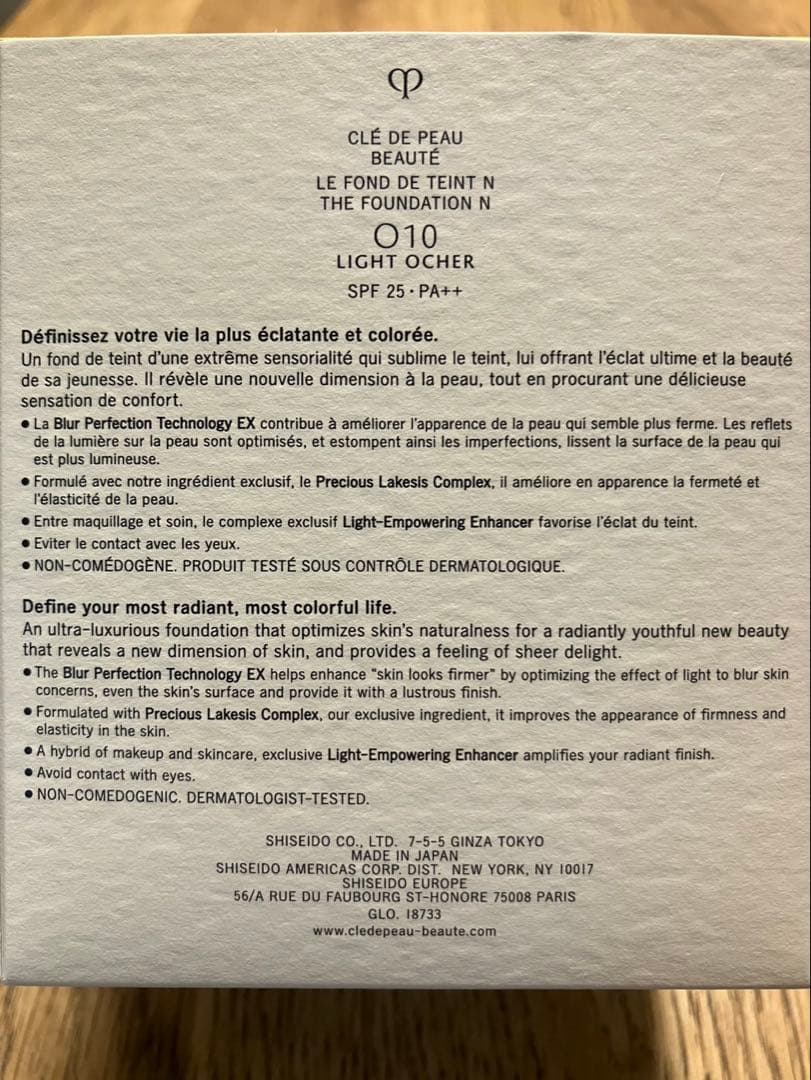 CLÉ DE PEAU
BEAUTÉ
LE FOND DE TEINT N
THE FOUNDATION N
O10
LIGHT OCHER
SPF 25・PA++
Définissez votre vie la plus éclatante et colorée.
Un fond de teint d'une extrême sensorialité qui sublime le teint, lui offrant l'éclat ultime et la beauté
de sa jeunesse. Il révèle une nouvelle dimension à la peau, tout en procurant une délicieuse
sensation de confort.
● La Blur Perfection Technology EX contribue à améliorer l'apparence de la peau qui semble plus ferme. Les reflets
de la lumière sur la peau sont optimisés, et estompent ainsi les imperfections, lissent la surface de la peau qui
est plus lumineuse.
● Formulé avec notre ingrédient exclusif, le Precious Lakesis Complex, il améliore en apparence la fermeté et
l'élasticité de la peau.
● Entre maquillage et soin, le complexe exclusif Light-Empowering Enhancer favorise l'éclat du teint.
● Eviter le contact avec les yeux.
● NON-COMÉDOGÈNE. PRODUIT TESTÉ SOUS CONTRÔLE DERMATOLOGIQUE.
Define your most radiant, most colorful life.
An ultra-luxurious foundation that optimizes skin's naturalness for a radiantly youthful new beauty
that reveals a new dimension of skin, and provides a feeling of sheer delight.
● The Blur Perfection Technology EX helps enhance "skin looks firmer" by optimizing the effect of light to blur skin
concerns, even the skin's surface and provide it with a lustrous finish.
● Formulated with Precious Lakesis Complex, our exclusive ingredient, it improves the appearance of firmness and
elasticity in the skin.
● A hybrid of makeup and skincare, exclusive Light-Empowering Enhancer amplifies your radiant finish.
● Avoid contact with eyes.
● NON-COMEDOGENIC. DERMATOLOGIST-TESTED.
SHISEIDO CO., LTD. 7-5-5 GINZA TOKYO
MADE IN JAPAN
SHISEIDO AMERICAS CORP. DIST. NEW YORK, NY 10017
SHISEIDO EUROPE
56/A RUE DU FAUBOURG ST-HONORE 75008 PARIS
GLO. 18733
www.cledepeau-beaute.com